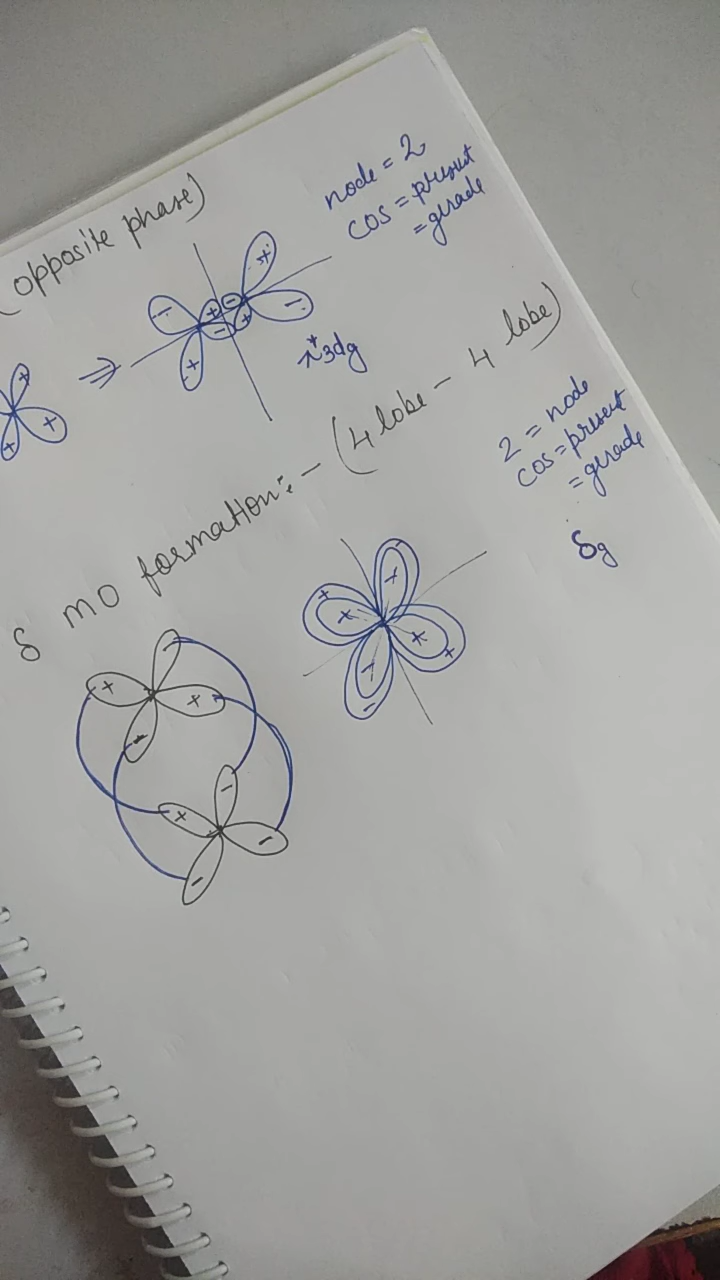 (opposite phase)
node = 2
cos = present
= gerade
+
+
+
⇒
-
+
-
+
-
+
+
-
π*3dg
δ MO formation:- (4 lobe - 4 lobe)
2 = node
cos = present
= gerade
δg
+
+
-
+
-
-
-
+
+
-
+
+
+
-
-